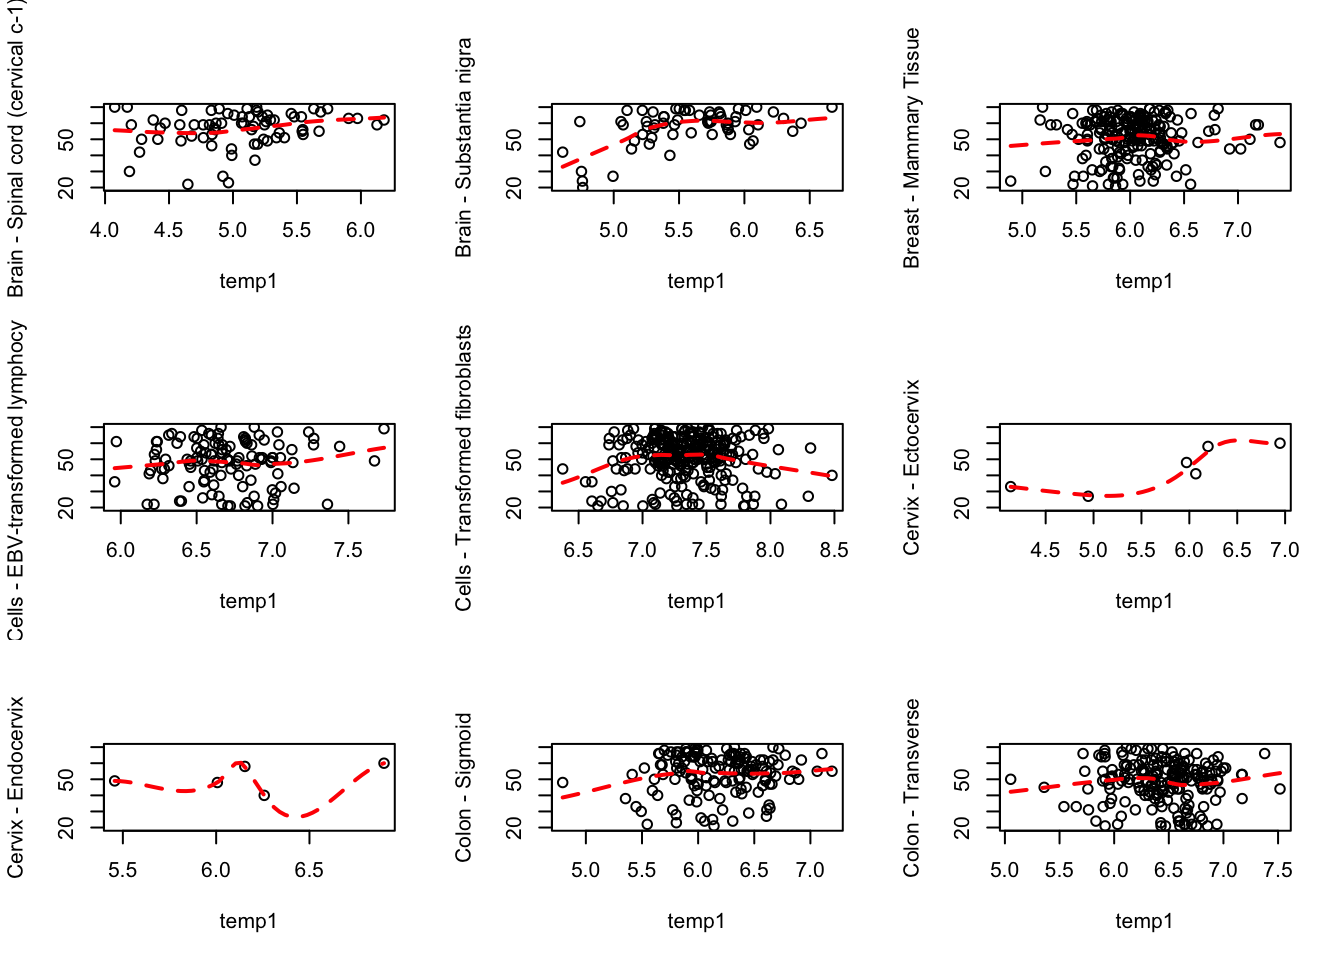 Brain - Spinal cord (cervical c-1)
20 50
4.0 4.5 5.0 5.5 6.0
temp1
Brain - Substantia nigra
20 50
5.0 5.5 6.0 6.5
temp1
Breast - Mammary Tissue
20 50
5.0 5.5 6.0 6.5 7.0
temp1
Cells - EBV-transformed lymphocy
20 50
6.0 6.5 7.0 7.5
temp1
Cells - Transformed fibroblasts
20 50
6.5 7.0 7.5 8.0 8.5
temp1
Cervix - Ectocervix
20 50
4.5 5.0 5.5 6.0 6.5 7.0
temp1
Cervix - Endocervix
20 50
5.5 6.0 6.5
temp1
Colon - Sigmoid
20 50
5.0 5.5 6.0 6.5 7.0
temp1
Colon - Transverse
20 50
5.0 5.5 6.0 6.5 7.0 7.5
temp1